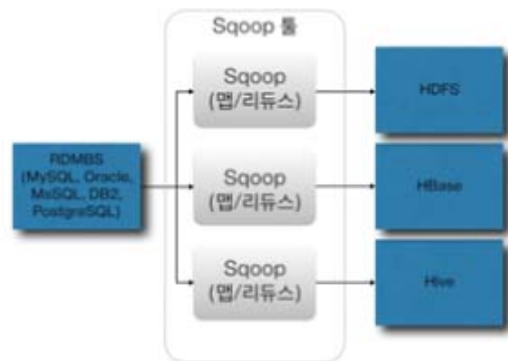 Sqoop 툴
Sqoop
(맵/리듀스)
HDFS
RDMBS
(MySQL, Oracle,
MsSQL, DB2,
PostgreSQL)
Sqoop
(맵/리듀스)
HBase
Sqoop
(맵/리듀스)
Hive